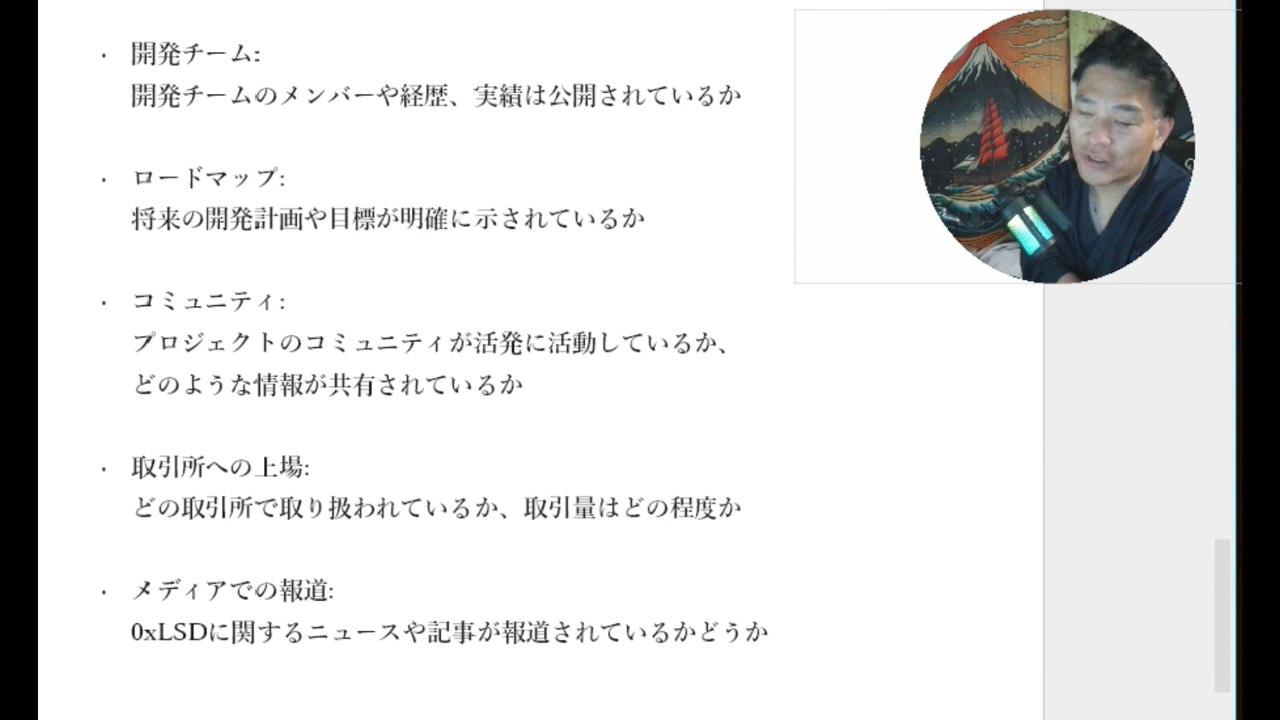 ・ 開発チーム:
開発チームのメンバーや経歴、実績は公開されているか
・ ロードマップ:
将来の開発計画や目標が明確に示されているか
・ コミュニティ:
プロジェクトのコミュニティが活発に活動しているか、
どのような情報が共有されているか
・ 取引所への上場:
どの取引所で取り扱われているか、取引量はどの程度か
・ メディアでの報道:
0xLSDに関するニュースや記事が報道されているかどうか